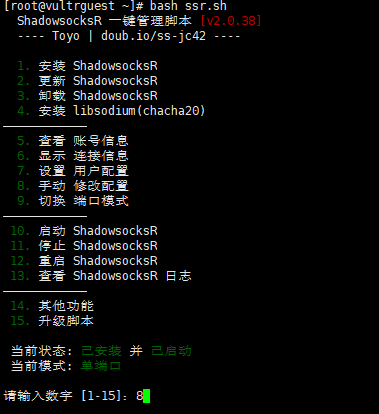 [root@vultrguest ~]# bash ssr.sh
ShadowsocksR 一键管理脚本 [v2.0.38]
---- Toyo | doub.io/ss-jc42 ----
1. 安装 ShadowsocksR
2. 更新 ShadowsocksR
3. 卸载 ShadowsocksR
4. 安装 libsodium(chacha20)
————————————
5. 查看 账号信息
6. 显示 连接信息
7. 设置 用户配置
8. 手动 修改配置
9. 切换 端口模式
————————————
10. 启动 ShadowsocksR
11. 停止 ShadowsocksR
12. 重启 ShadowsocksR
13. 查看 ShadowsocksR 日志
————————————
14. 其他功能
15. 升级脚本
当前状态: 已安装 并 已启动
当前模式: 单端口
请输入数字 [1-15]: 8